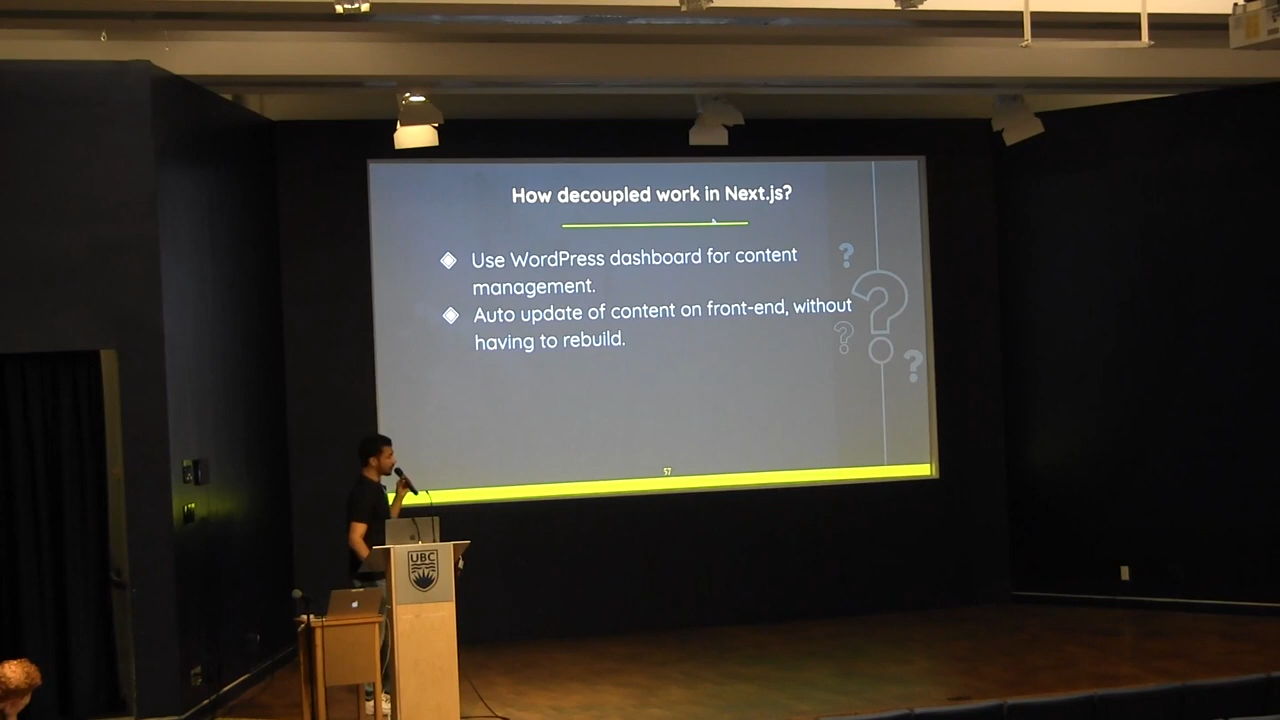 How decoupled work in Next.js?
Use WordPress dashboard for content
management.
Auto update of content on front-end, without
having to rebuild.
57
UBC